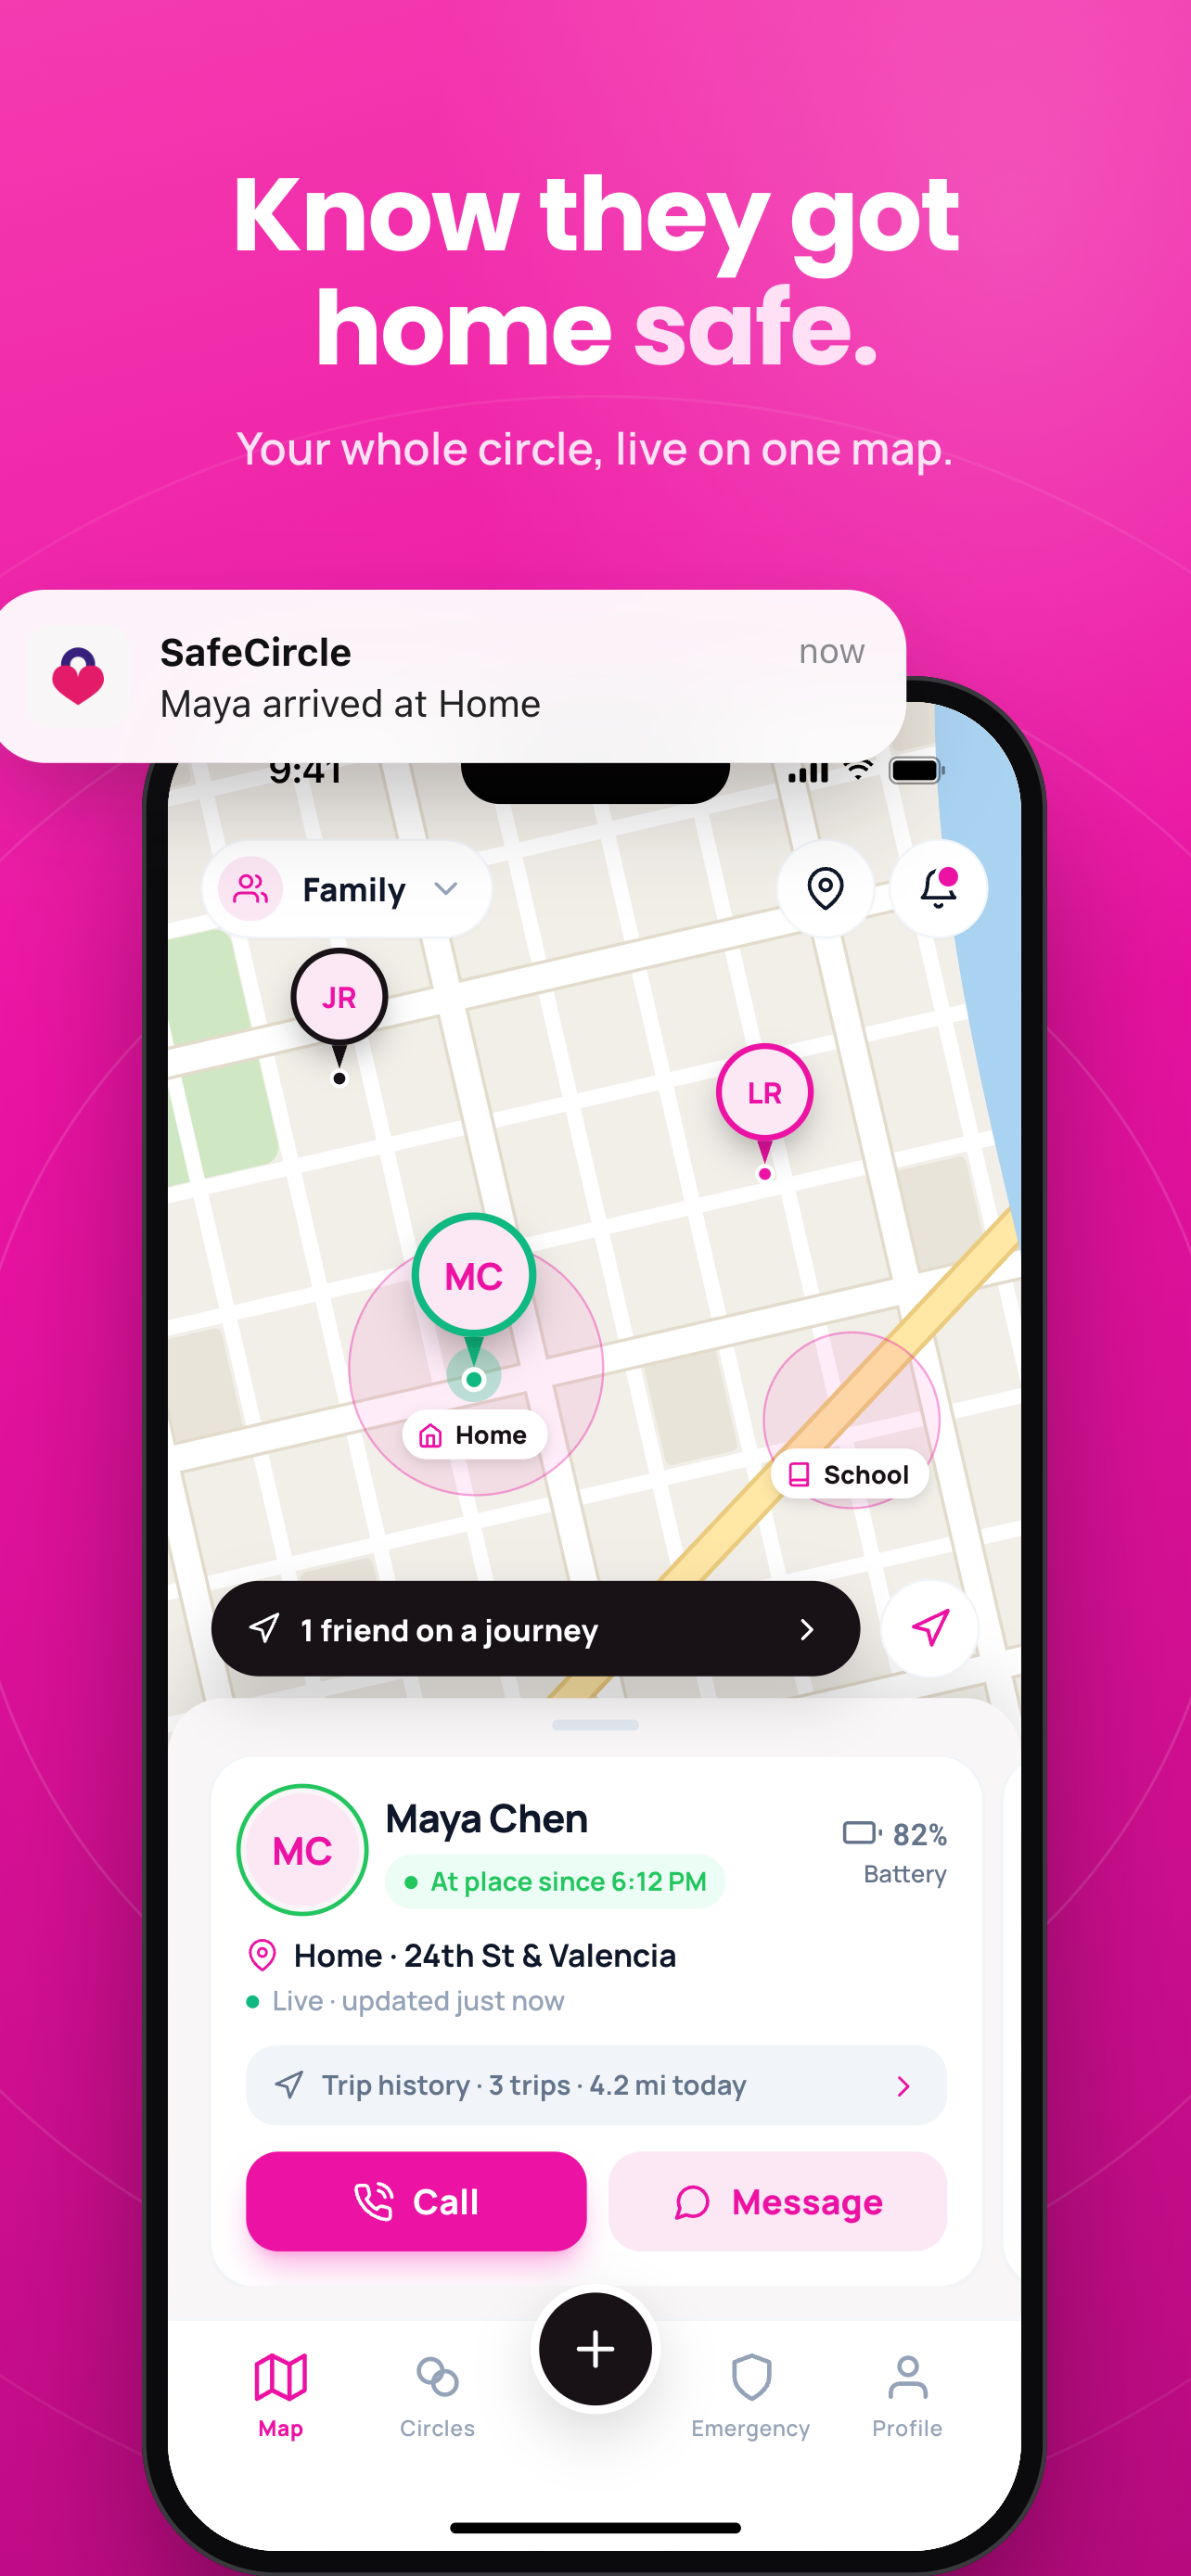 Know they got
home safe.
Your whole circle, live on one map.
SafeCircle
now
Maya arrived at Home
9:41
Family
JR
LR
MC
Home
School
1 friend on a journey
MC
Maya Chen
At place since 6:12 PM
82%
Battery
Home · 24th St & Valencia
Live · updated just now
Trip history · 3 trips · 4.2 mi today
Call
Message
Map
Circles
Emergency
Profile